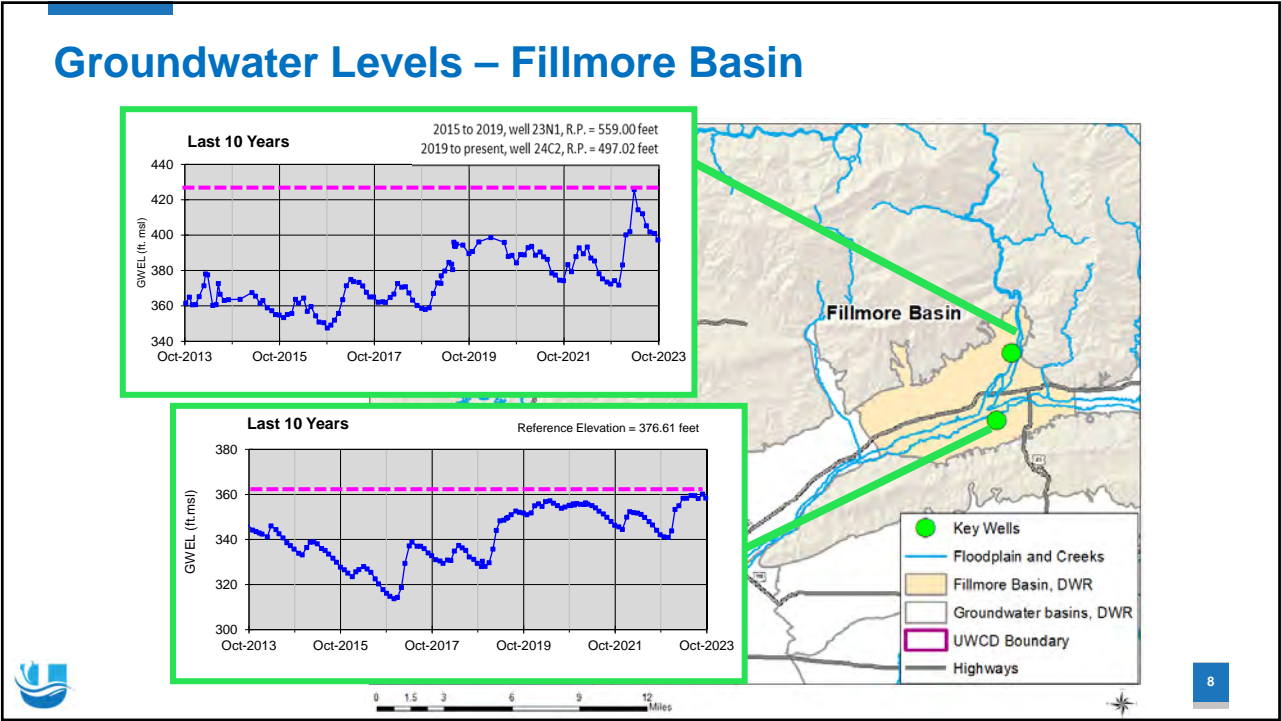 Groundwater Levels – Fillmore Basin
Last 10 Years
2015 to 2019, well 23N1, R.P. = 559.00 feet
2019 to present, well 24C2, R.P. = 497.02 feet
GWEL (ft. msl)
440
420
400
380
360
340
Oct-2013 Oct-2015 Oct-2017 Oct-2019 Oct-2021 Oct-2023
Last 10 Years
Reference Elevation = 376.61 feet
GWEL (ft.msl)
380
360
340
320
300
Oct-2013 Oct-2015 Oct-2017 Oct-2019 Oct-2021 Oct-2023
Fillmore Basin
Key Wells
Floodplain and Creeks
Fillmore Basin, DWR
Groundwater basins, DWR
UWCD Boundary
Highways
0 1.5 3 6 9 12
Miles
8